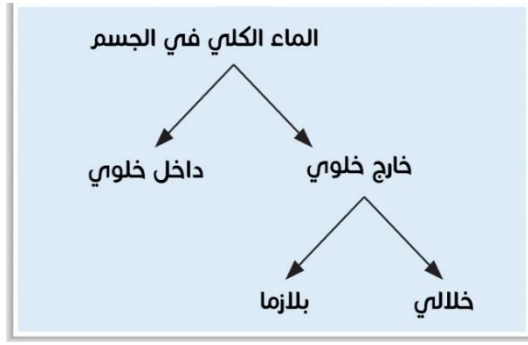 الماء الكلي في الجسم
خارج خلوي داخل خلوي
خلالي بلازما